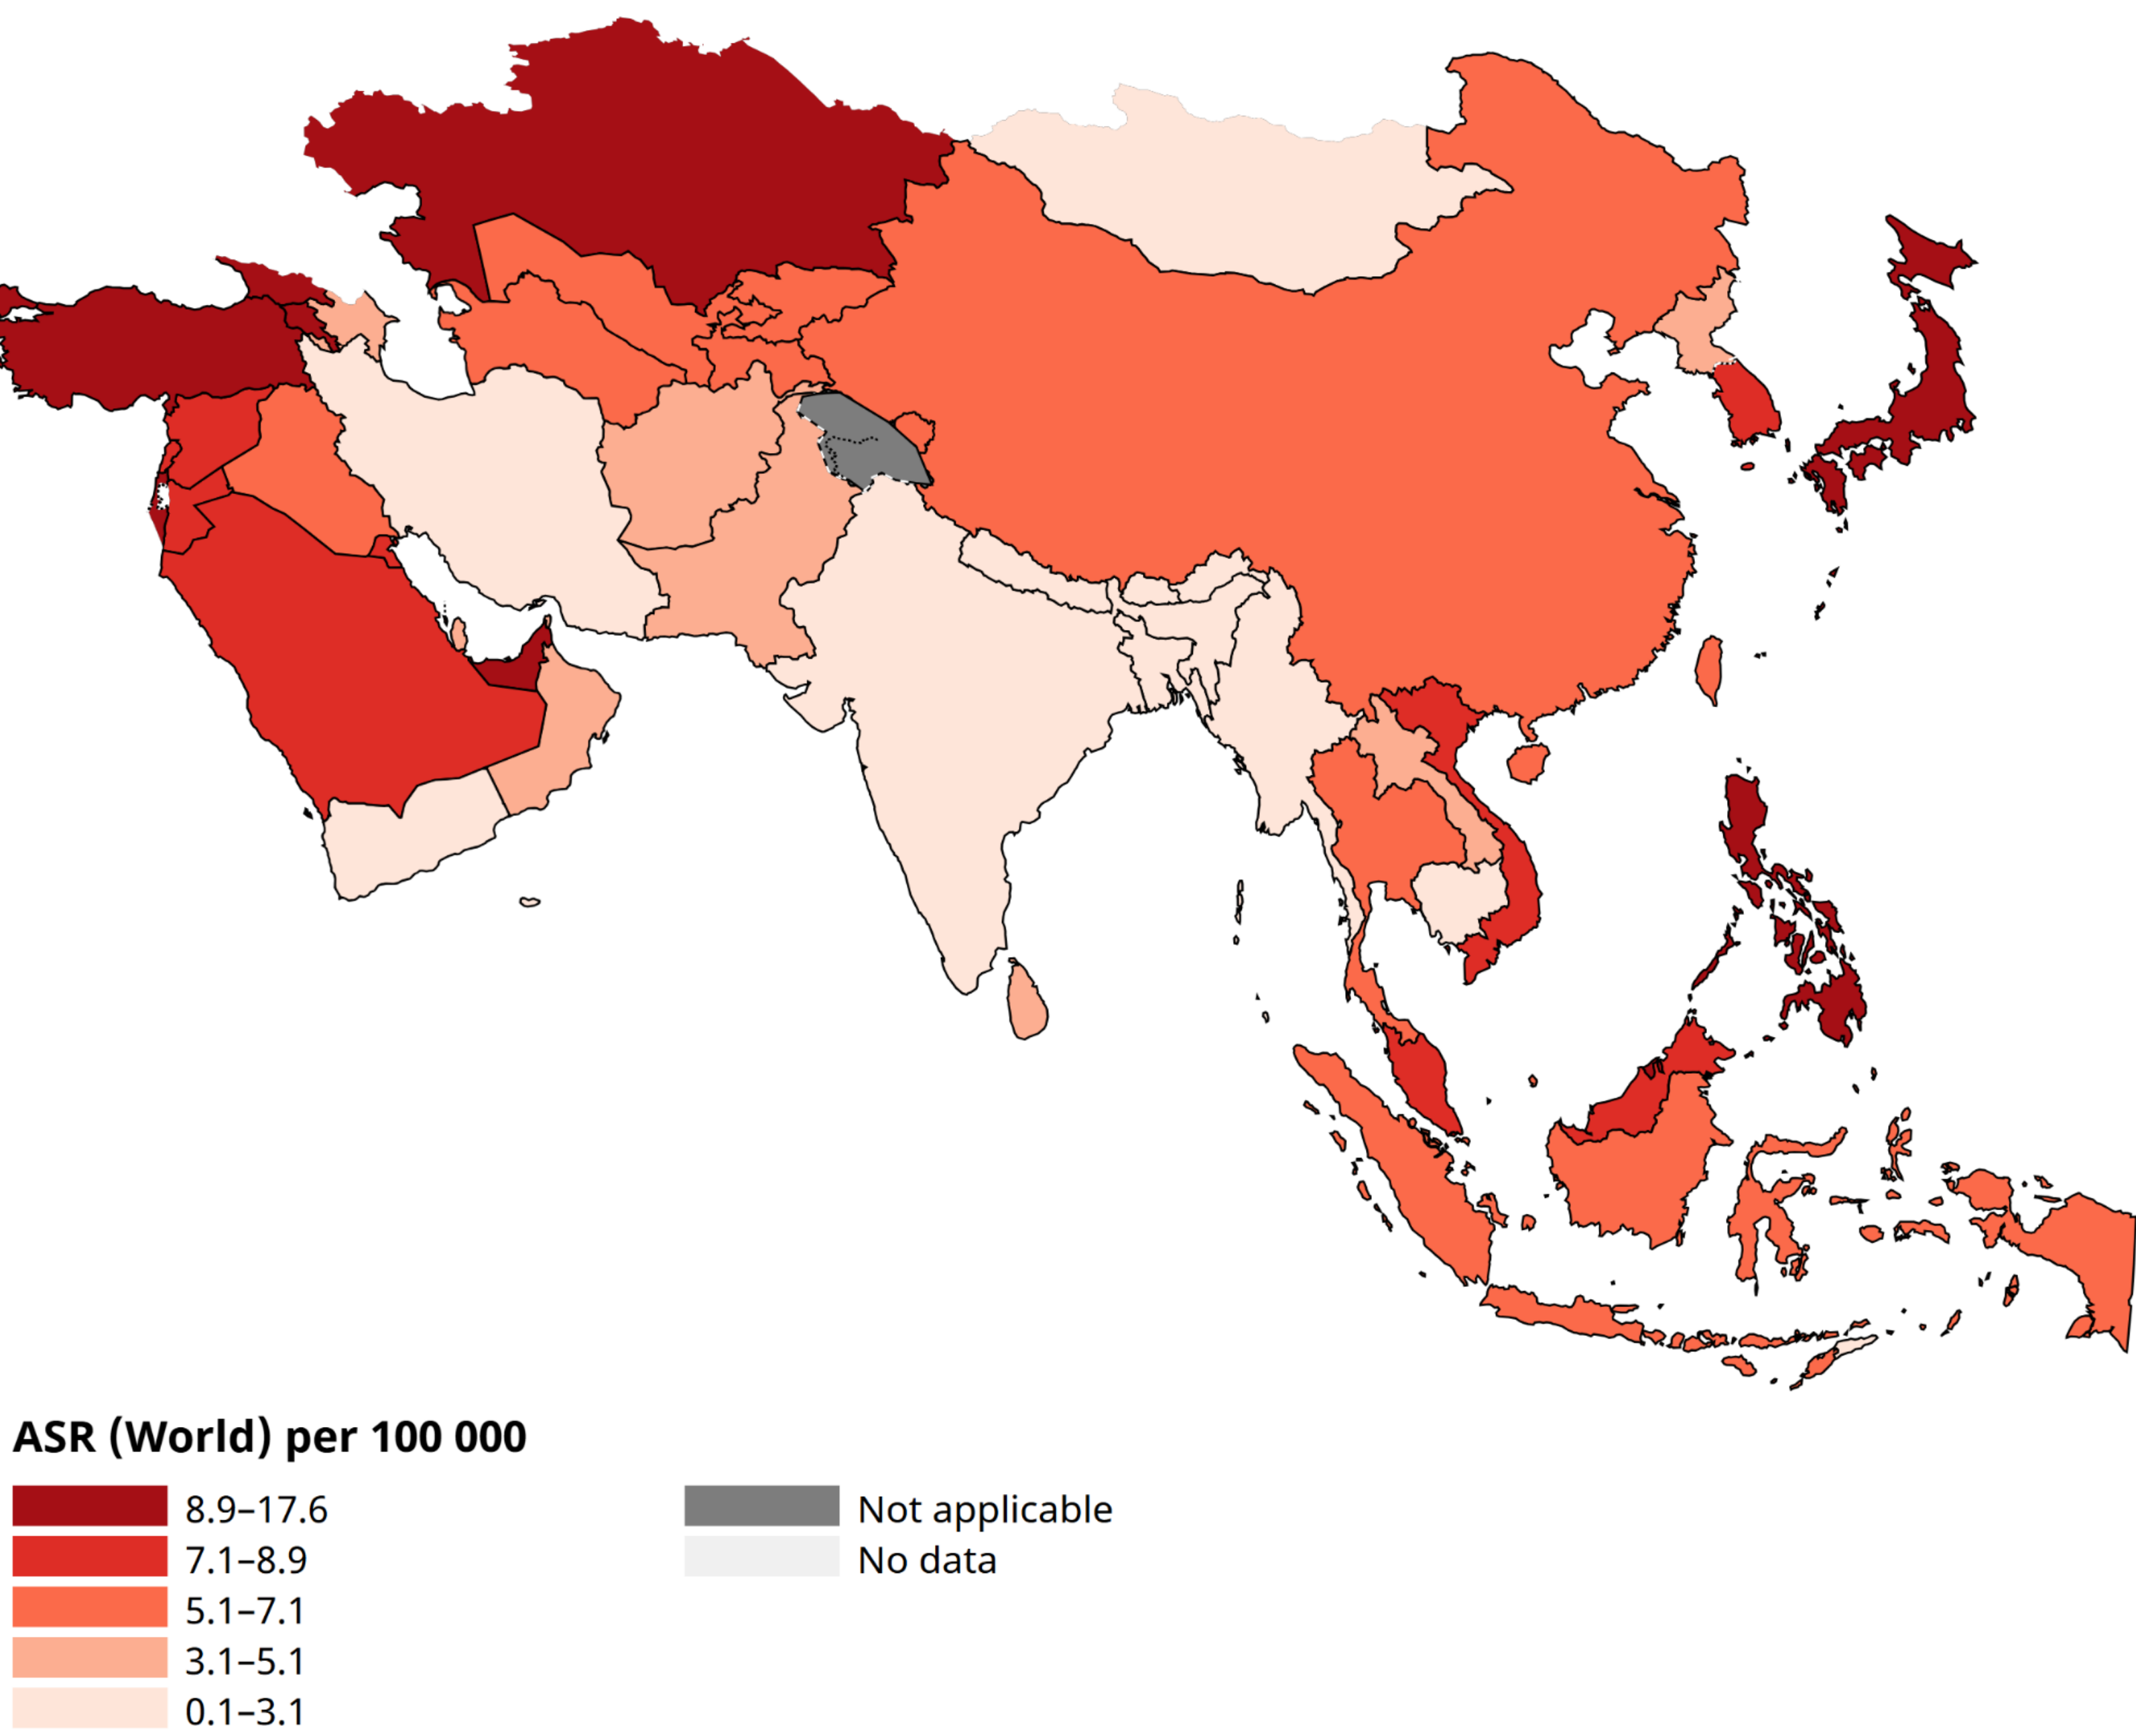 ASR (World) per 100 000
8.9–17.6
7.1–8.9
5.1–7.1
3.1–5.1
0.1–3.1
Not applicable
No data